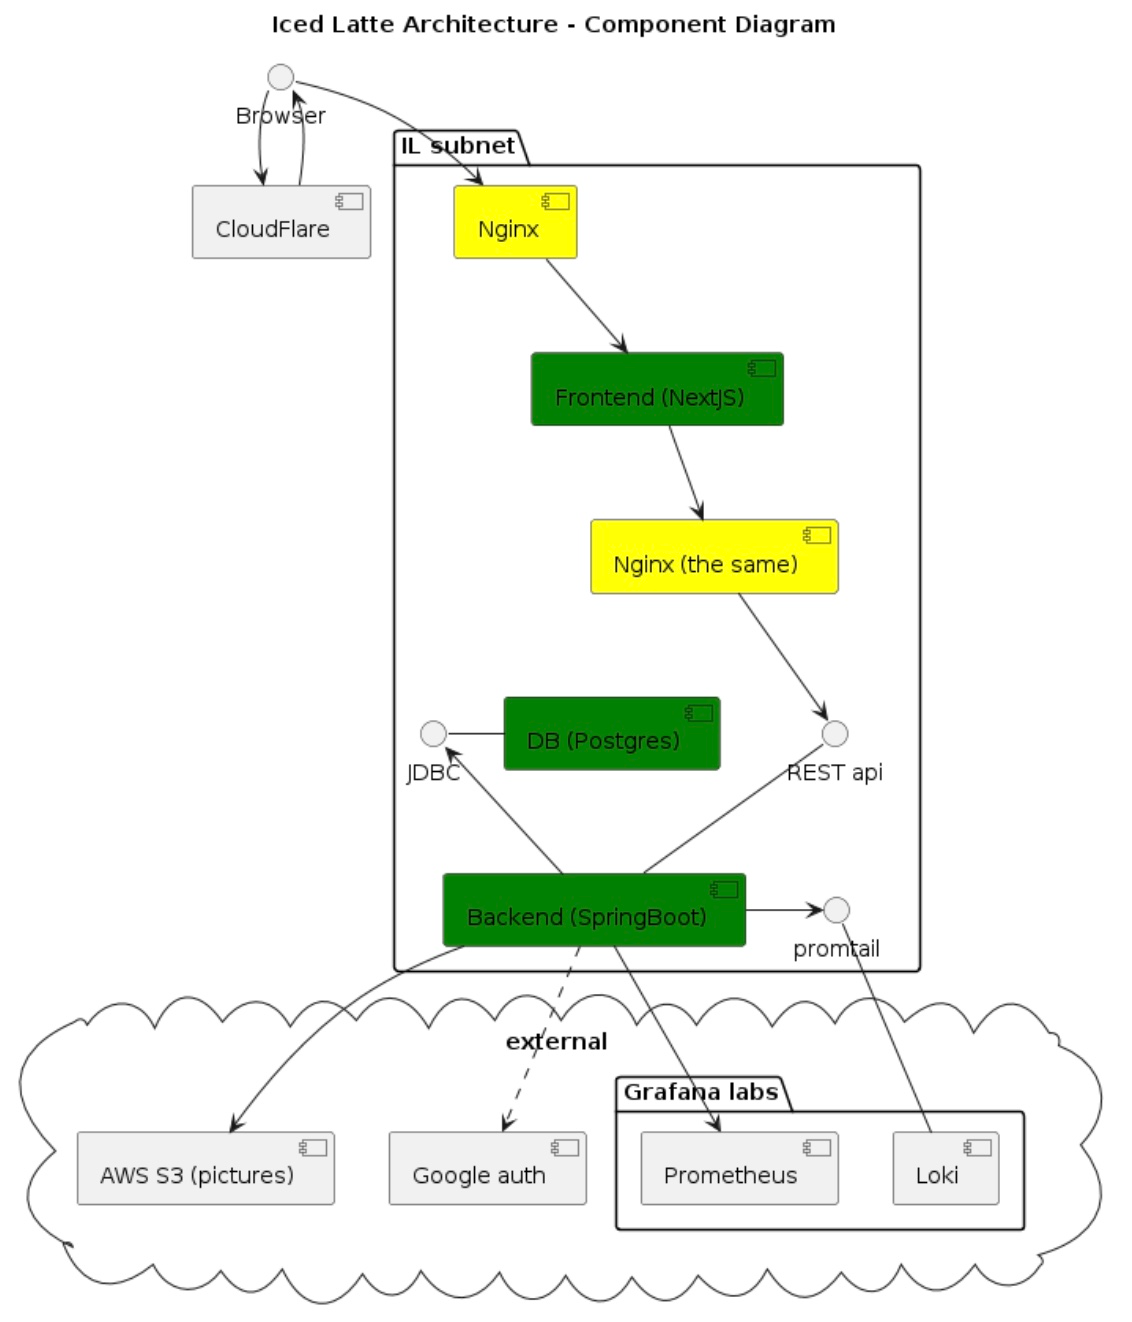 Iced Latte Architecture - Component Diagram
Browser
IL subnet
CloudFlare
Nginx
Frontend (NextJS)
Nginx (the same)
DB (Postgres)
JDBC
REST api
Backend (SpringBoot)
promtail
external
Grafana labs
AWS S3 (pictures)
Google auth
Prometheus
Loki